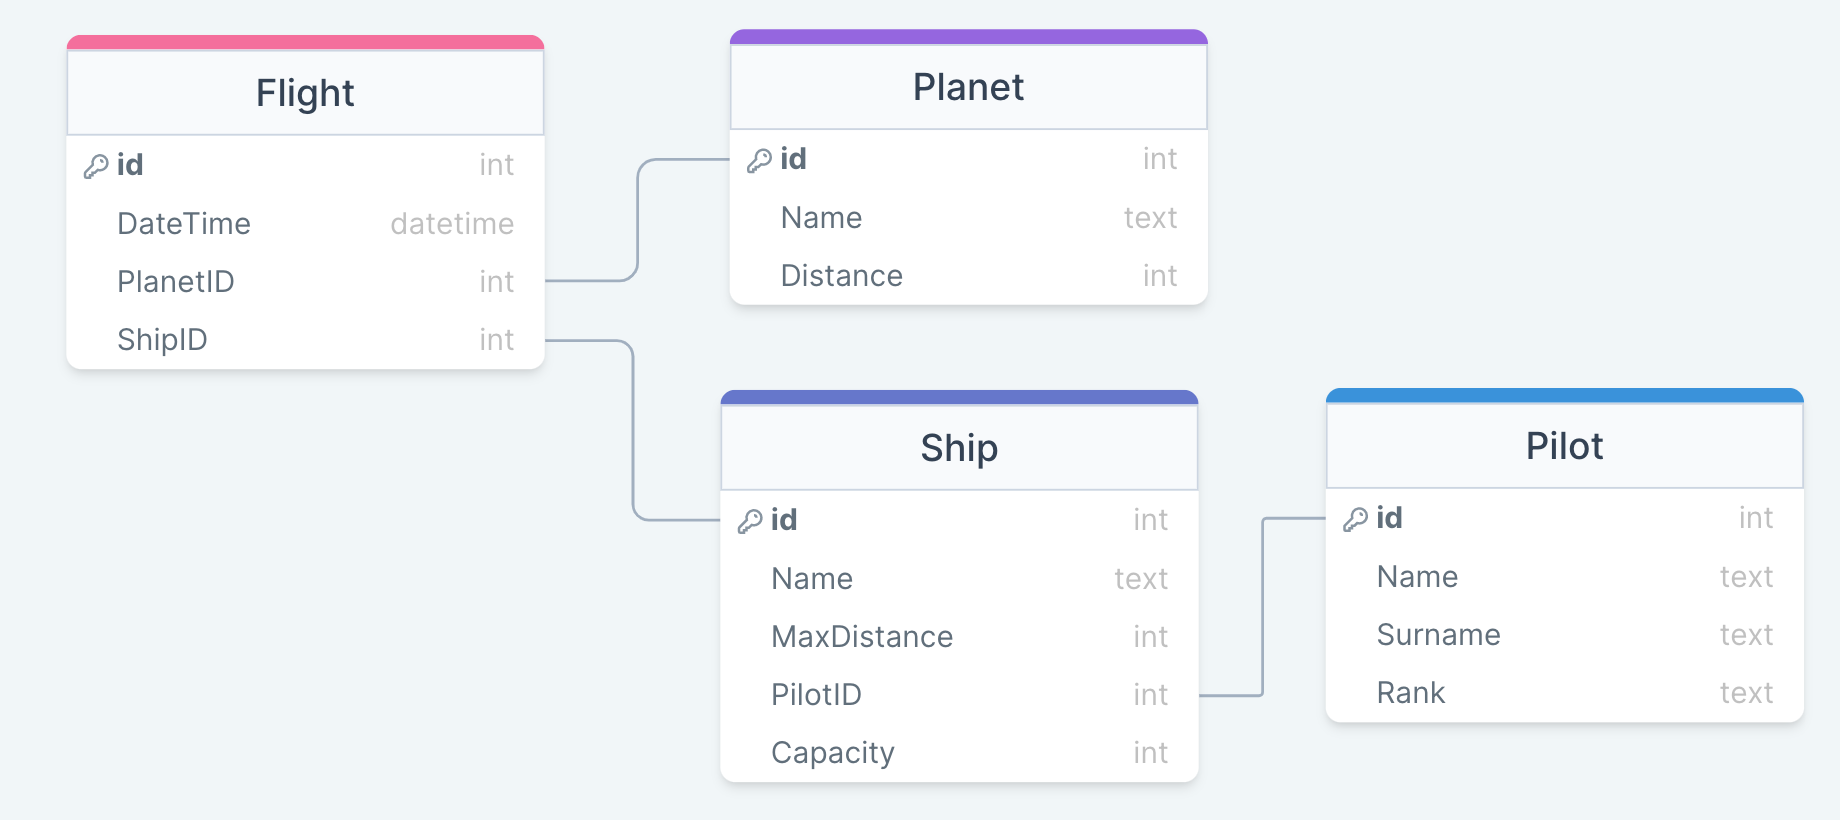 Flight
id int
DateTime datetime
PlanetID int
ShipID int
Planet
id int
Name text
Distance int
Ship
id int
Name text
MaxDistance int
PilotID int
Capacity int
Pilot
id int
Name text
Surname text
Rank text